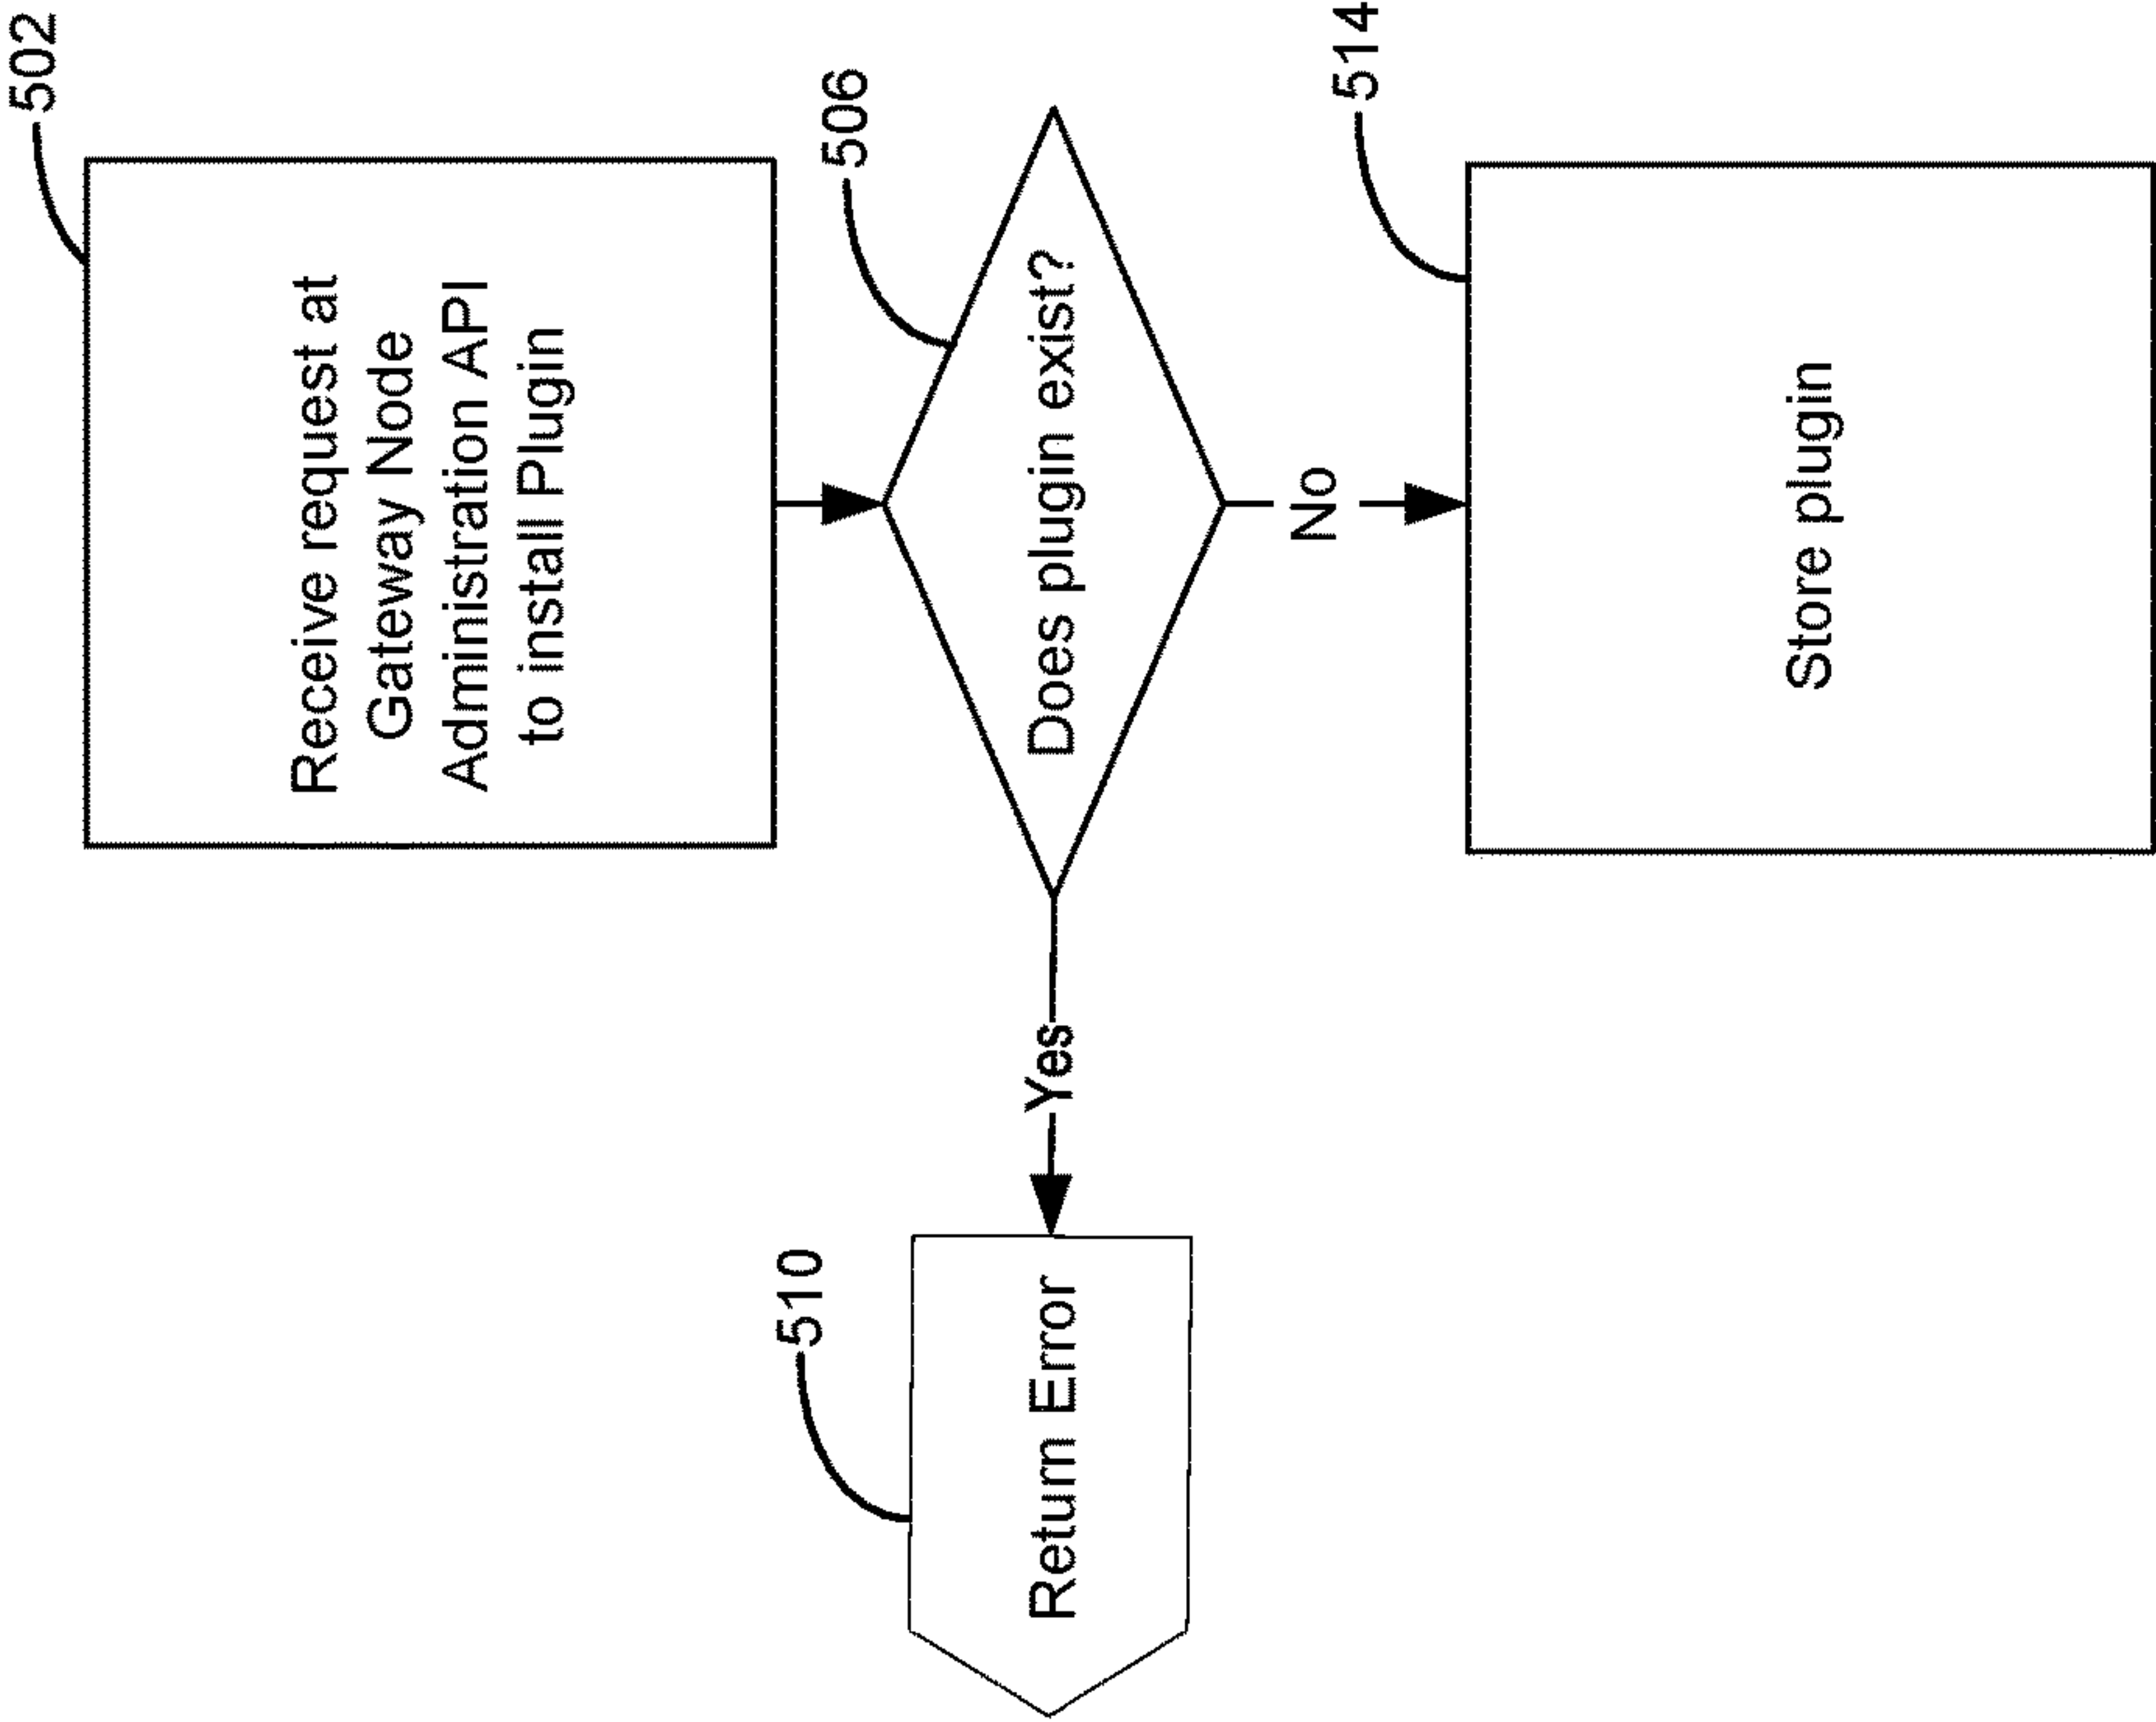 502
Receive request at
Gateway Node
Administration API
to install Plugin
506
Does plugin exist?
Yes
510
Return Error
No
514
Store plugin